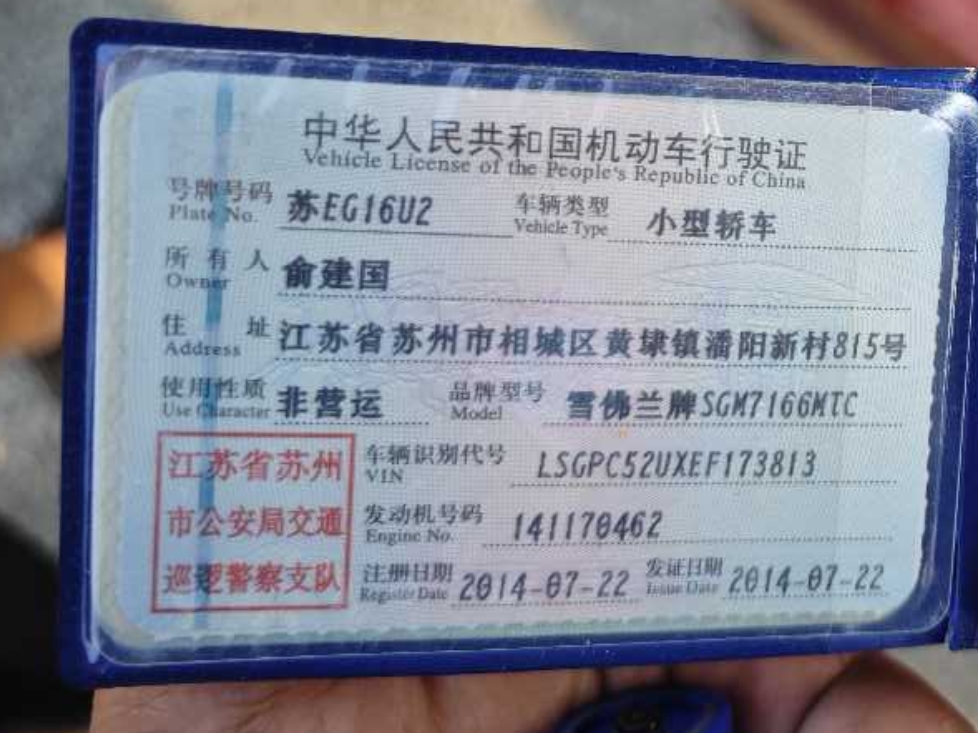 中华人民共和国机动车行驶证
Vehicle License of the People's Republic of China
号牌号码 苏EG16U2 车辆类型 小型轿车
Plate No. Vehicle Type
所有人 俞建国
Owner
住址 江苏省苏州市相城区黄埭镇潘阳新村815号
Address
使用性质 非营运 品牌型号 雪佛兰牌SGM7166MTC
Use Character Model
江苏省苏州 车辆识别代号 LSGPC52UXEF173813
VIN
市公安局交通 发动机号码 141170462
Engine No.
巡逻警察支队 注册日期 2014-07-22 发证日期 2014-07-22
Register Date Issue Date